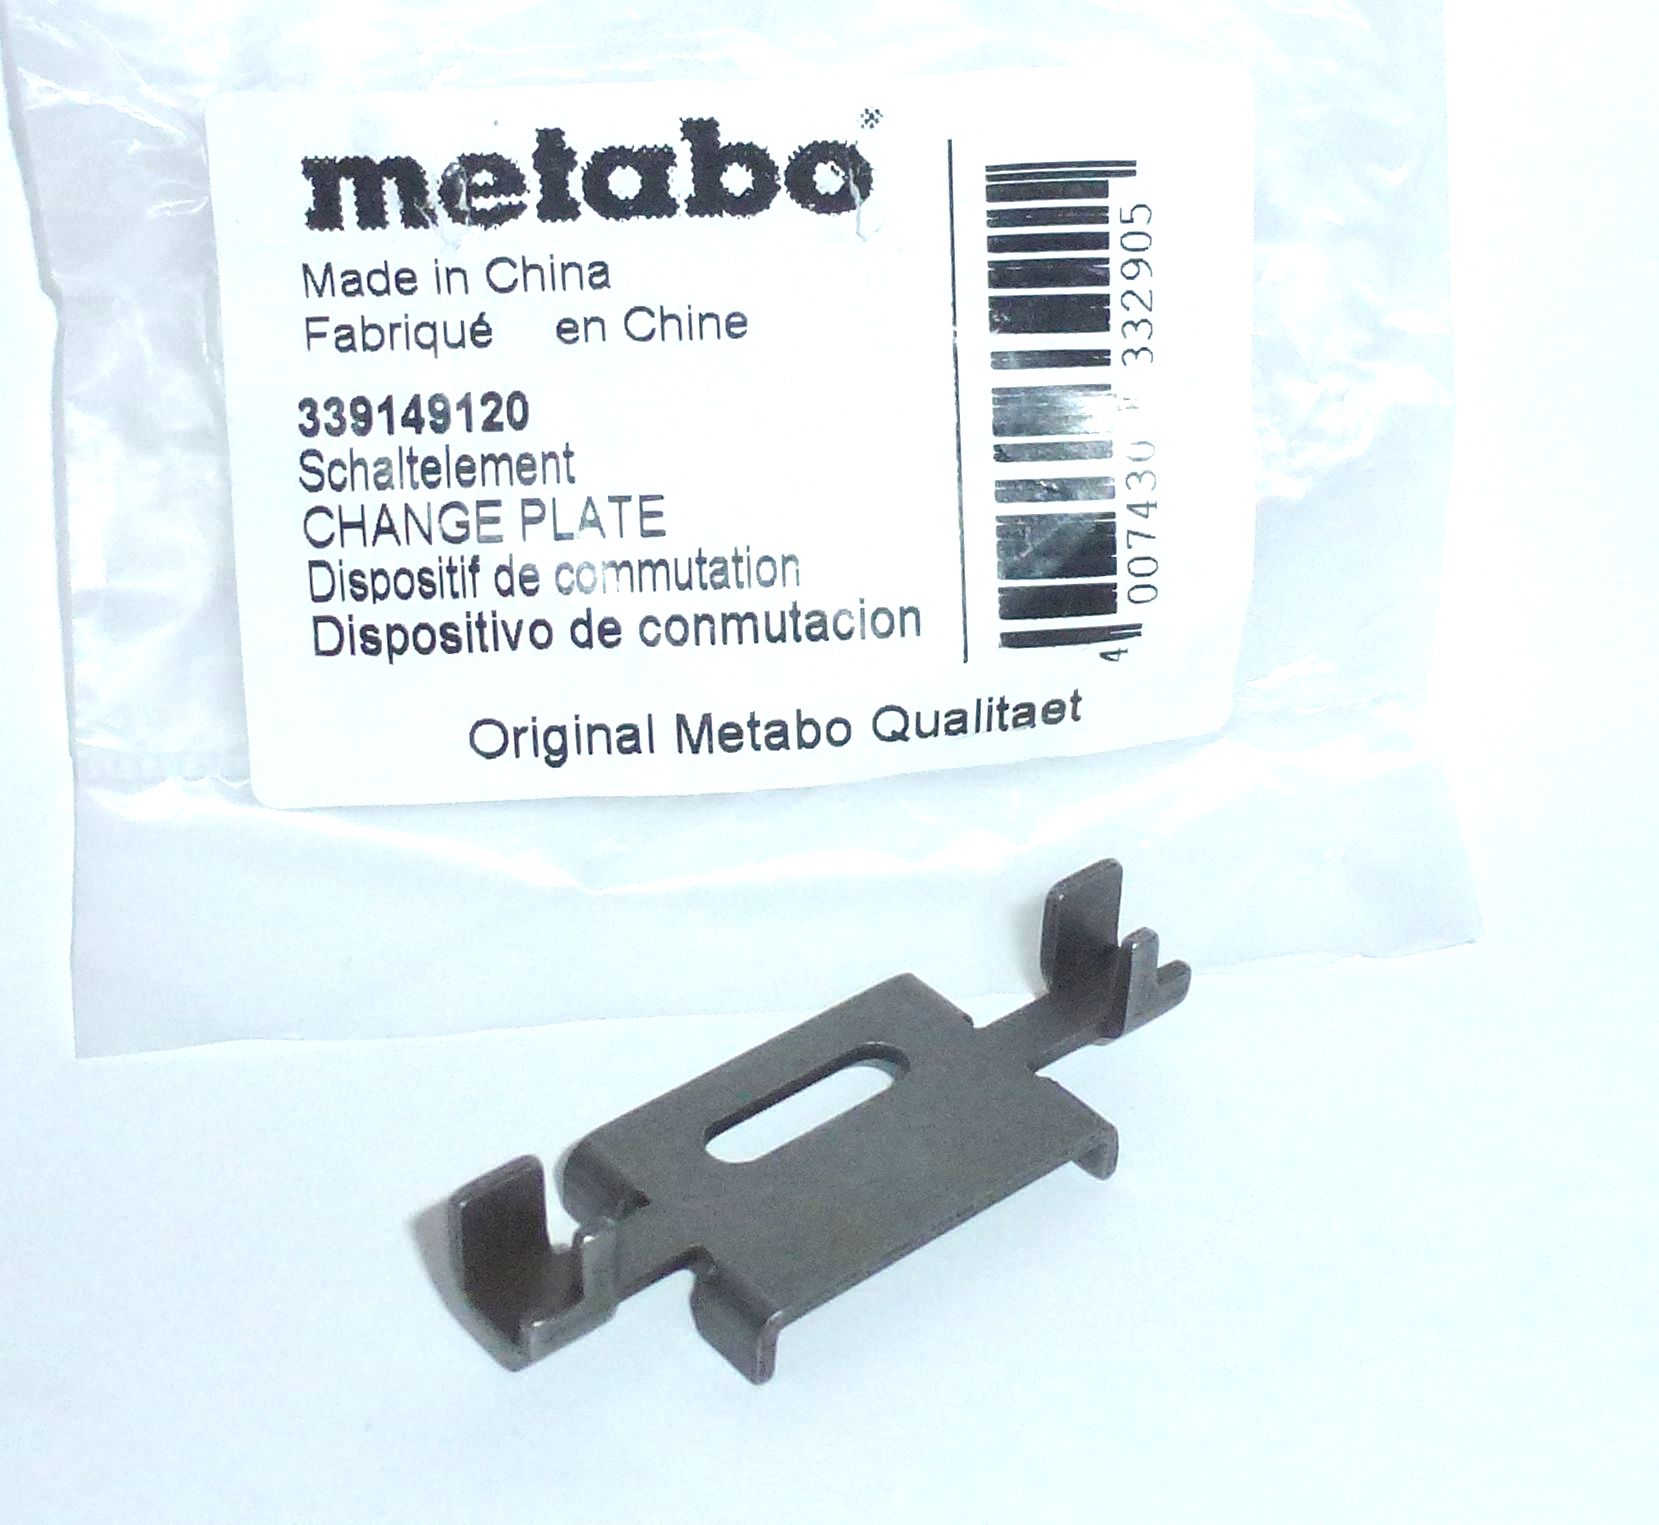 metabo
Made in China
Fabriqué en Chine
339149120
Schaltelement
CHANGE PLATE
Dispositif de commutation
Dispositivo de conmutacion
Original Metabo Qualitaet
4 007430 332905